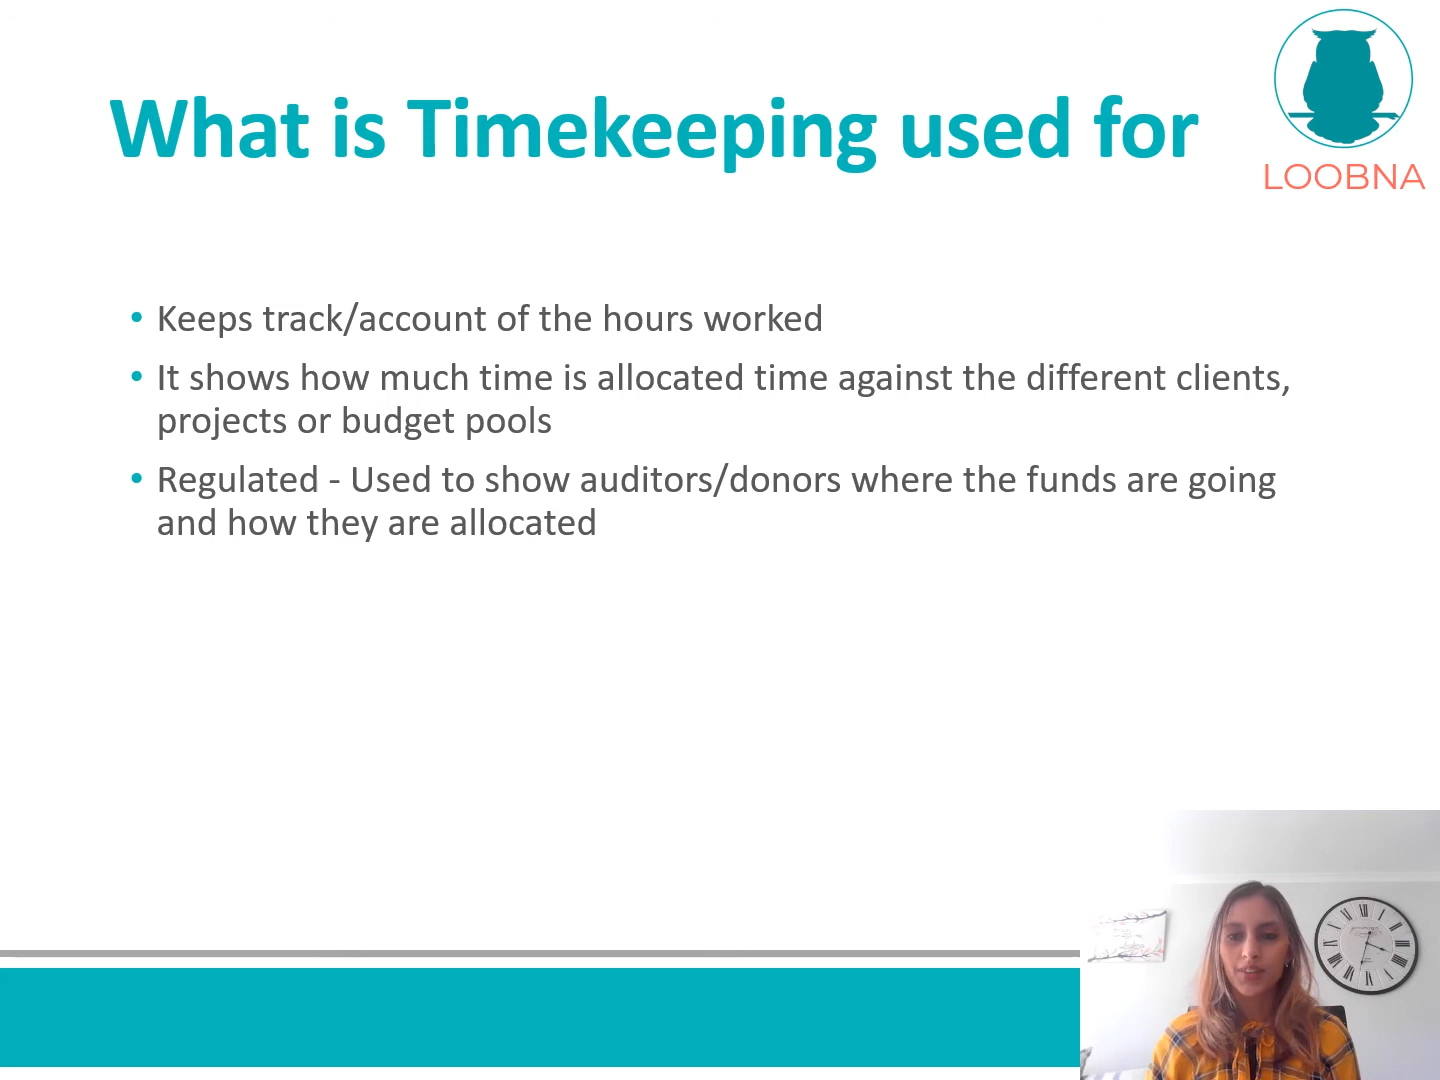 What is Timekeeping used for
LOOBNA
• Keeps track/account of the hours worked
• It shows how much time is allocated time against the different clients,
projects or budget pools
• Regulated - Used to show auditors/donors where the funds are going
and how they are allocated